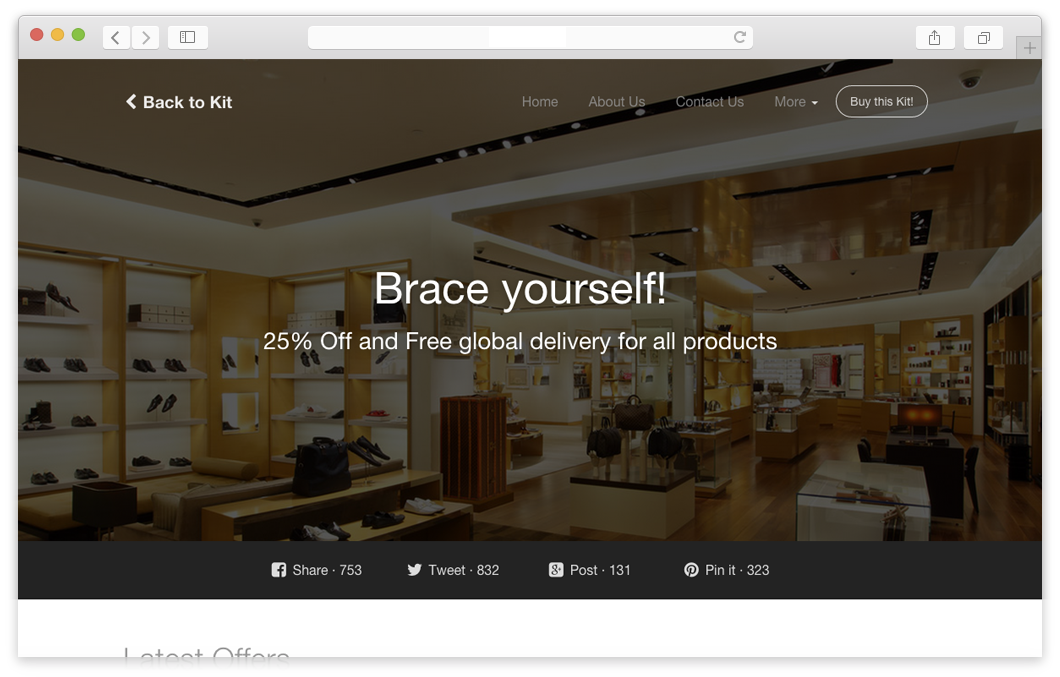 Back to Kit
Home About Us Contact Us More Buy this Kit!
Brace yourself!
25% Off and Free global delivery for all products
Share · 753 Tweet · 832 Post · 131 Pin it · 323
Latest Offers